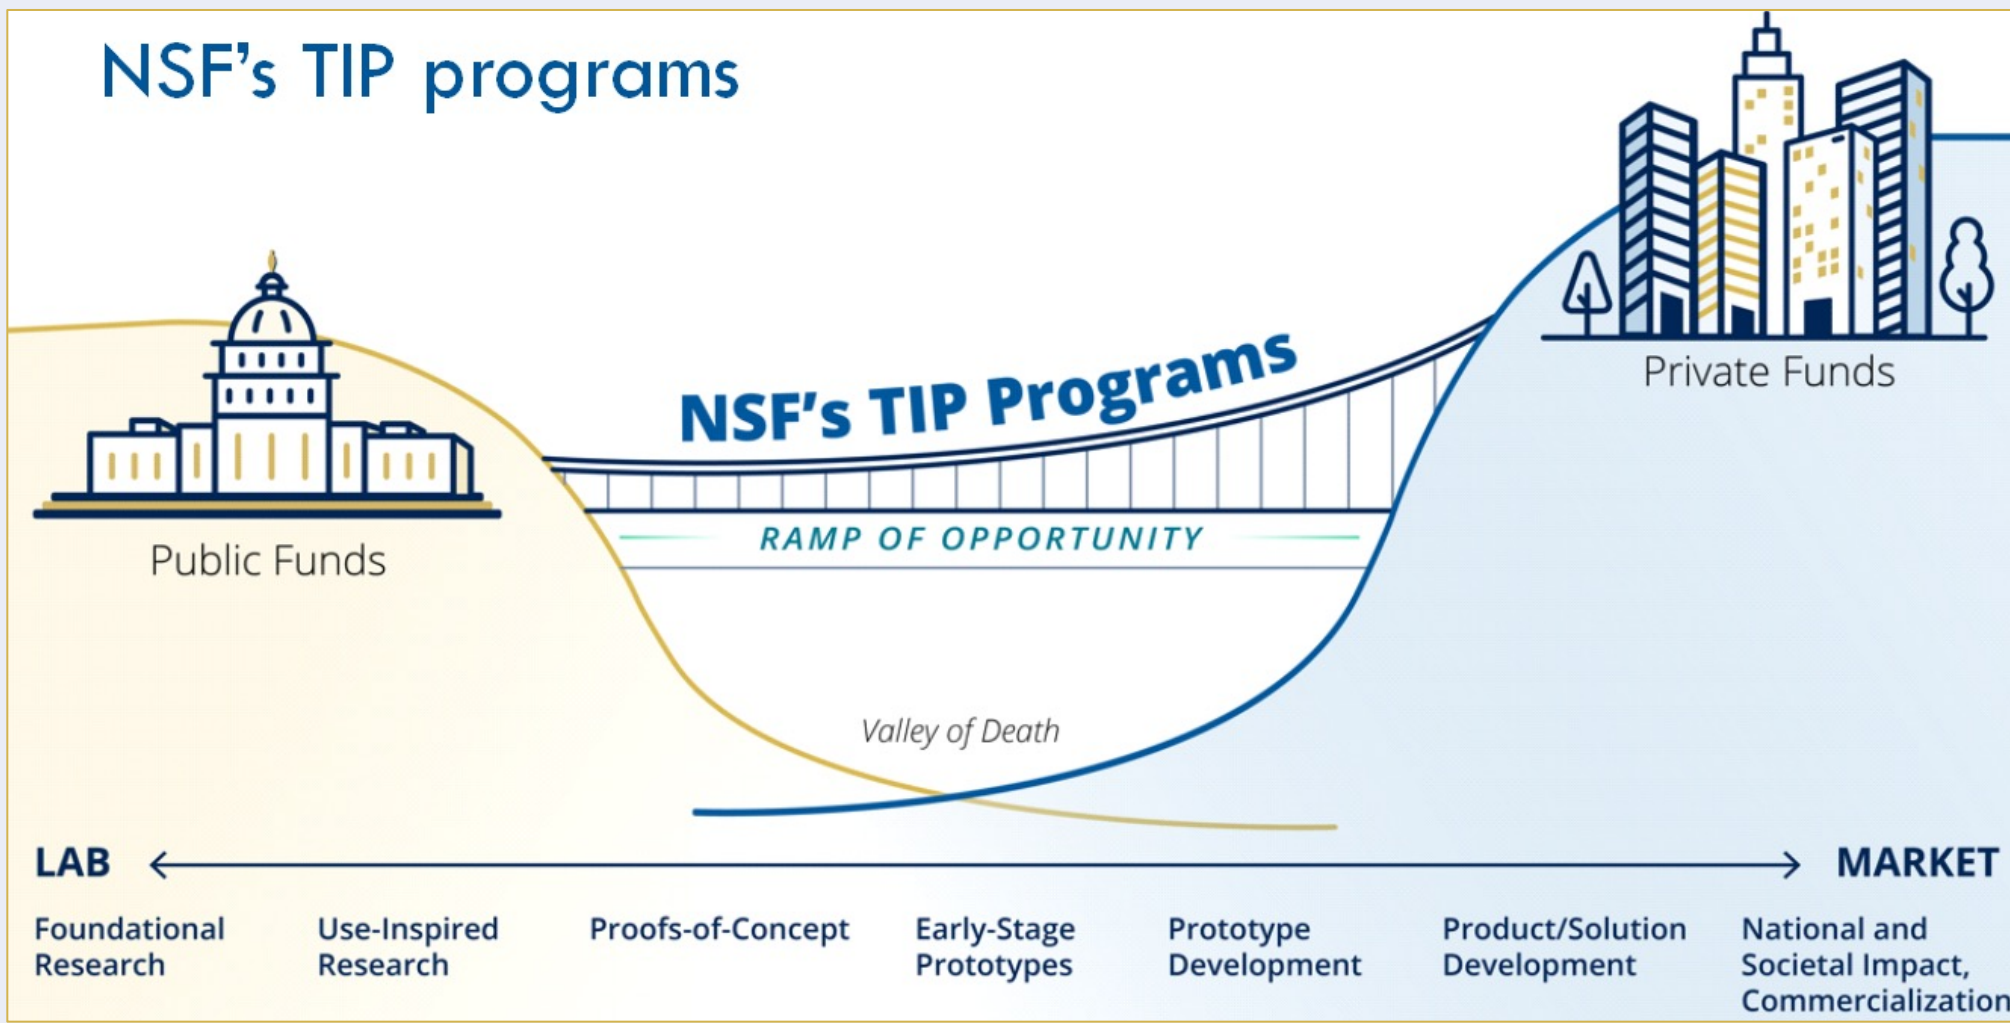 NSF's TIP programs
NSF's TIP Programs
Private Funds
RAMP OF OPPORTUNITY
Public Funds
Valley of Death
LAB
MARKET
Foundational
Research
Use-Inspired
Research
Proofs-of-Concept
Early-Stage
Prototypes
Prototype
Development
Product/Solution
Development
National and
Societal Impact,
Commercialization